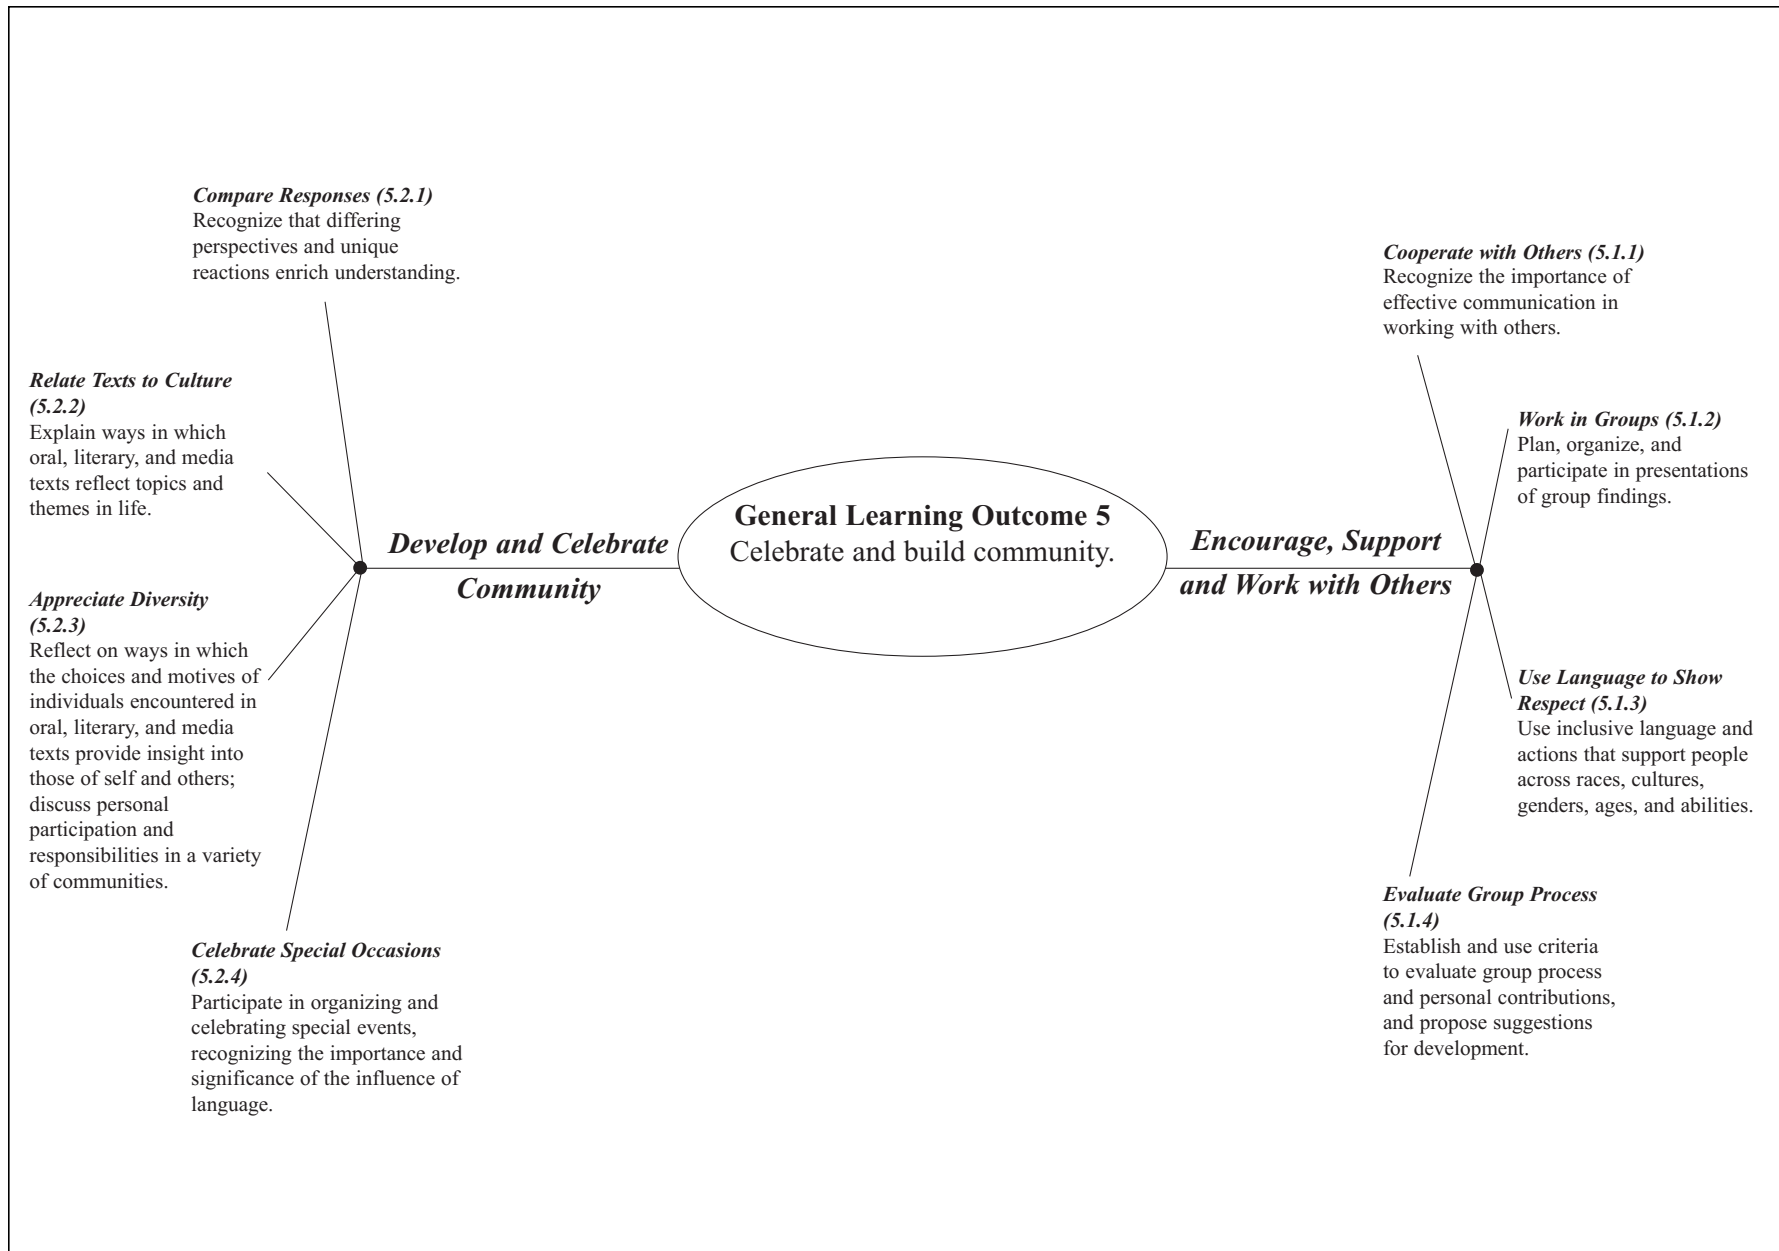 Compare Responses (5.2.1)
Recognize that differing
perspectives and unique
reactions enrich understanding.
Relate Texts to Culture
(5.2.2)
Explain ways in which
oral, literary, and media
texts reflect topics and
themes in life.
Appreciate Diversity
(5.2.3)
Reflect on ways in which
the choices and motives of
individuals encountered in
oral, literary, and media
texts provide insight into
those of self and others;
discuss personal
participation and
responsibilities in a variety
of communities.
Celebrate Special Occasions
(5.2.4)
Participate in organizing and
celebrating special events,
recognizing the importance and
significance of the influence of
language.
Develop and Celebrate
Community
General Learning Outcome 5
Celebrate and build community.
Encourage, Support
and Work with Others
Cooperate with Others (5.1.1)
Recognize the importance of
effective communication in
working with others.
Work in Groups (5.1.2)
Plan, organize, and
participate in presentations
of group findings.
Use Language to Show
Respect (5.1.3)
Use inclusive language and
actions that support people
across races, cultures,
genders, ages, and abilities.
Evaluate Group Process
(5.1.4)
Establish and use criteria
to evaluate group process
and personal contributions,
and propose suggestions
for development.